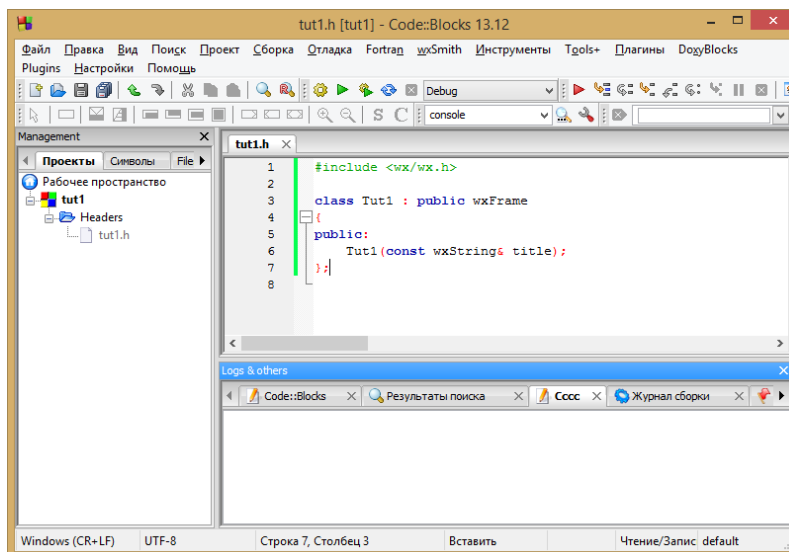 tut1.h [tut1] - Code::Blocks 13.12
Файл Правка Вид Поиск Проект Сборка Отладка Fortran wxSmith Инструменты Tools+ Плагины DoxyBlocks
Plugins Настройки Помощь
Debug
S C console
Management
tut1.h
Проекты Символы File
Рабочее пространство
tut1
Headers
tut1.h
1 #include <wx/wx.h>
2
3 class Tut1 : public wxFrame
4 {
5 public:
6 Tut1(const wxString& title);
7 };
8
Logs & others
Code::Blocks Результаты поиска Cccc Журнал сборки
Windows (CR+LF) UTF-8 Строка 7, Столбец 3 Вставить Чтение/Запис default